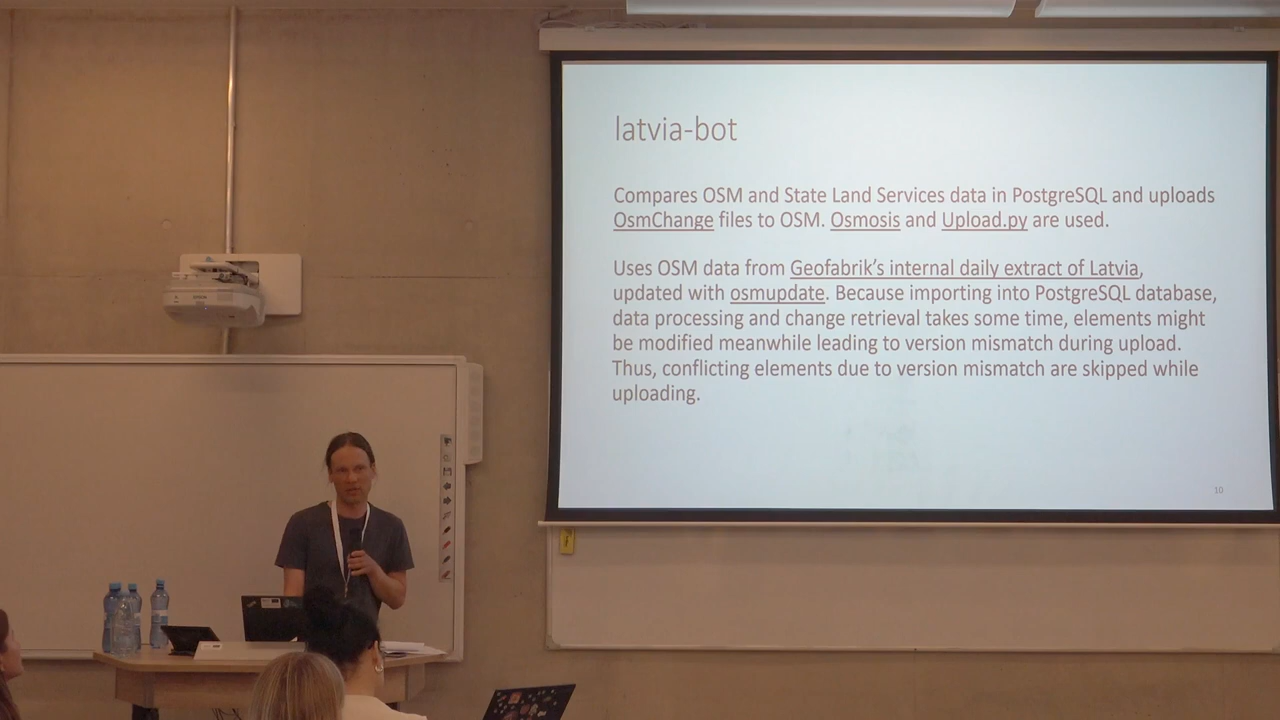 latvia-bot
Compares OSM and State Land Services data in PostgreSQL and uploads
OsmChange files to OSM. Osmosis and Upload.py are used.
Uses OSM data from Geofabrik's internal daily extract of Latvia,
updated with osmupdate. Because importing into PostgreSQL database,
data processing and change retrieval takes some time, elements might
be modified meanwhile leading to version mismatch during upload.
Thus, conflicting elements due to version mismatch are skipped while
uploading.
10